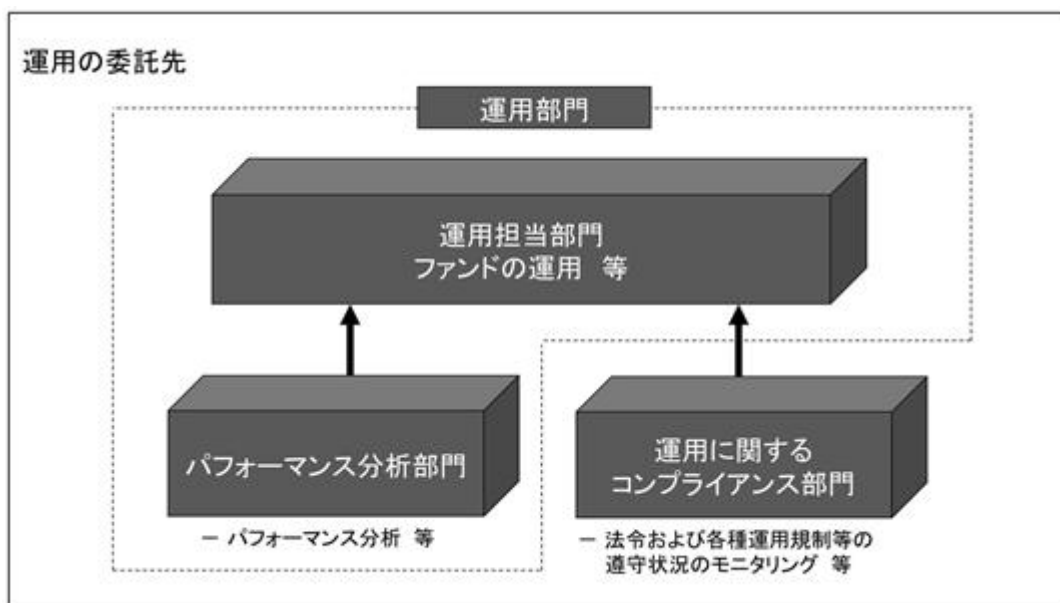 運用の委託先
運用部門
運用担当部門
ファンドの運用 等
パフォーマンス分析部門
－ パフォーマンス分析 等
運用に関する
コンプライアンス部門
－ 法令および各種運用規制等の
遵守状況のモニタリング 等